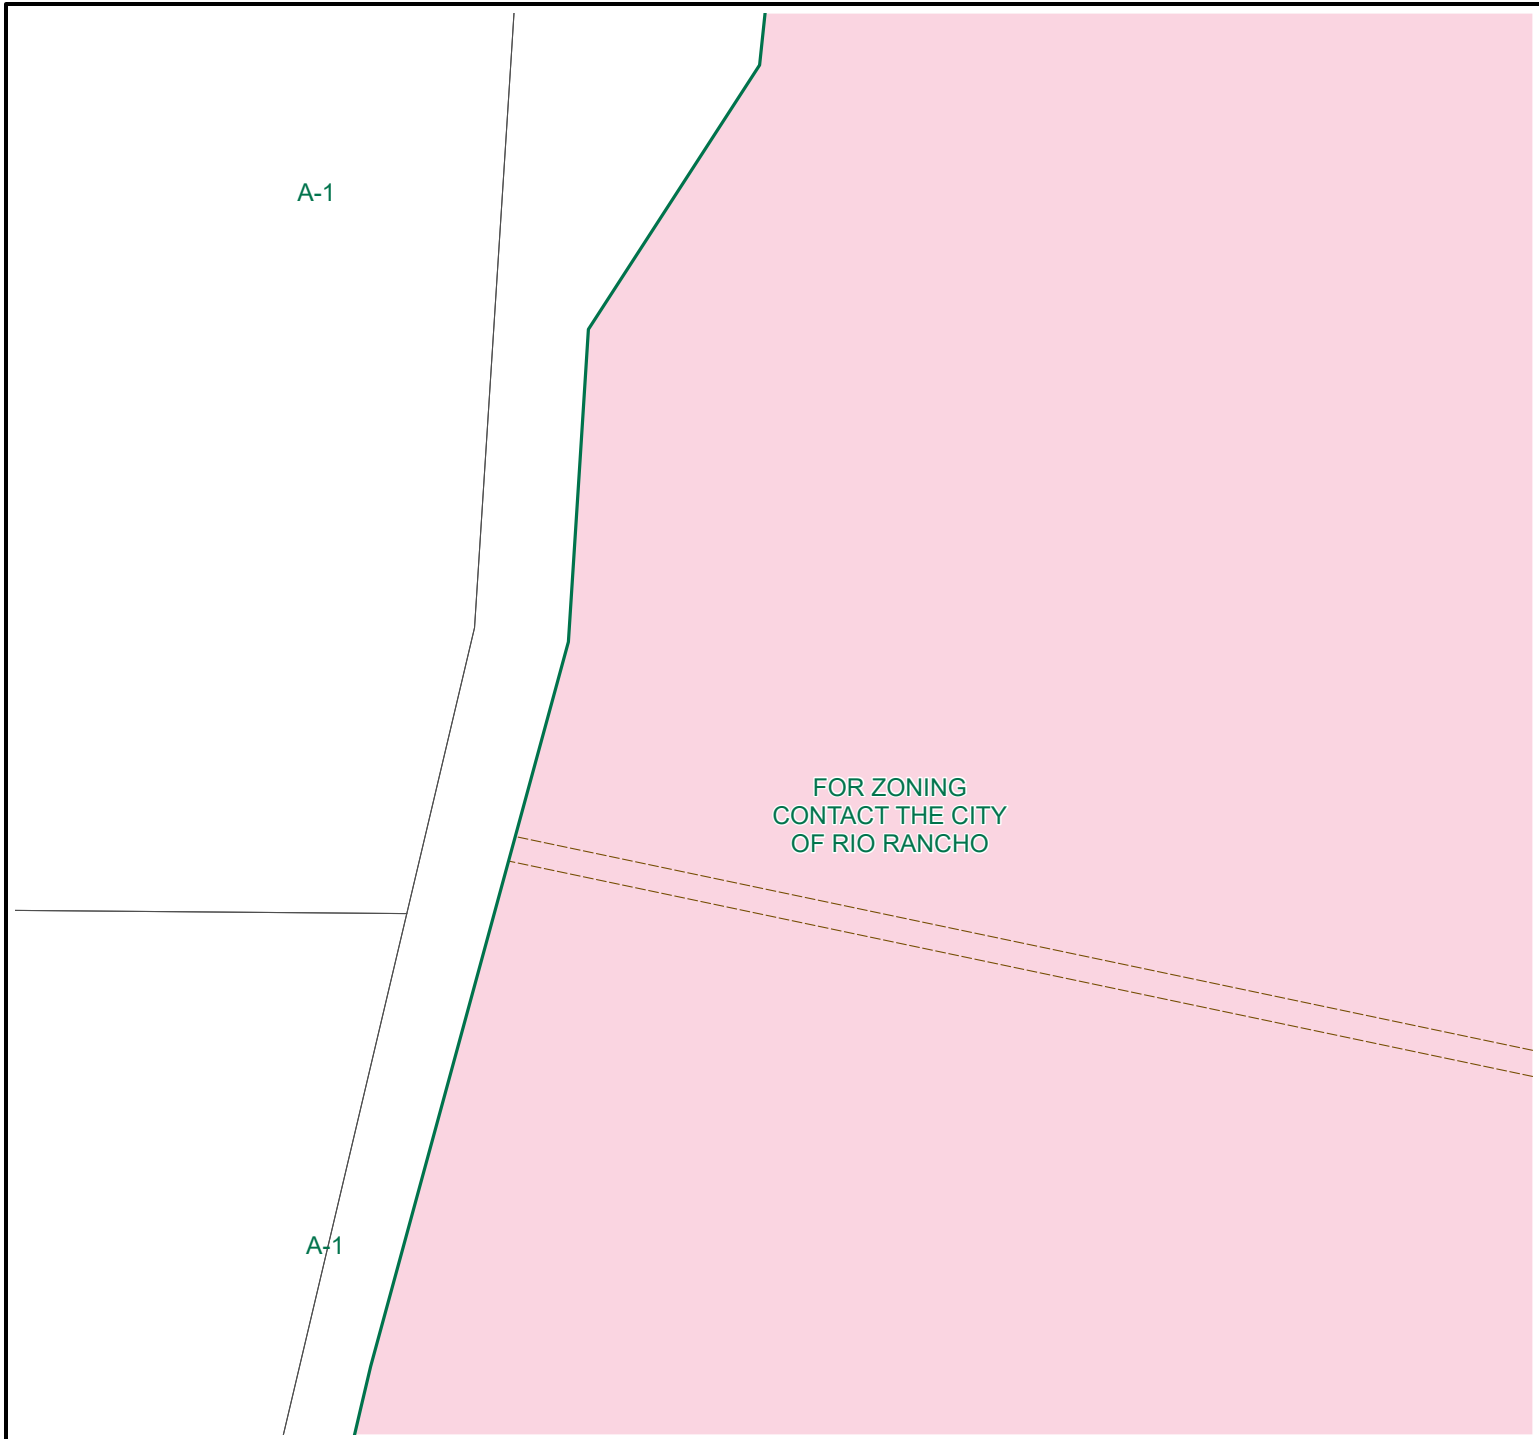 A-1
FOR ZONING
CONTACT THE CITY
OF RIO RANCHO
A-1